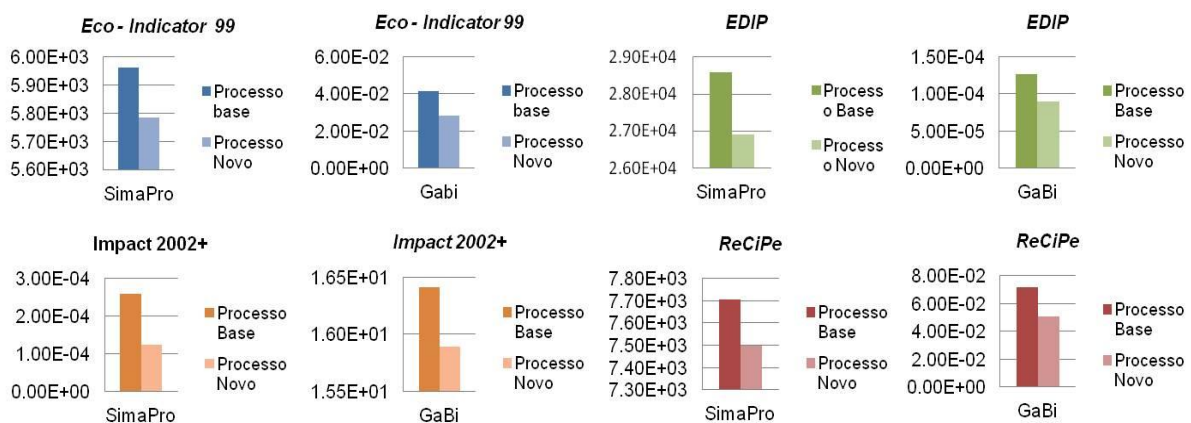 Eco - Indicator 99
6.00E+03
5.90E+03
5.80E+03
5.70E+03
5.60E+03
SimaPro
Processo
base
Processo
Novo
Eco - Indicator 99
6.00E-02
4.00E-02
2.00E-02
0.00E+00
Gabi
Processo
base
Processo
Novo
EDIP
2.90E+04
2.80E+04
2.70E+04
2.60E+04
SimaPro
Process
o Base
Process
o Novo
EDIP
1.50E-04
1.00E-04
5.00E-05
0.00E+00
GaBi
Processo
Base
Processo
Novo
Impact 2002+
3.00E-04
2.00E-04
1.00E-04
0.00E+00
SimaPro
Processo
Base
Processo
Novo
Impact 2002+
1.65E+01
1.60E+01
1.55E+01
GaBi
Processo
Base
Processo
Novo
ReCiPe
7.80E+03
7.70E+03
7.60E+03
7.50E+03
7.40E+03
7.30E+03
SimaPro
Processo
Base
Processo
Novo
ReCiPe
8.00E-02
6.00E-02
4.00E-02
2.00E-02
0.00E+00
GaBi
Processo
Base
Processo
Novo